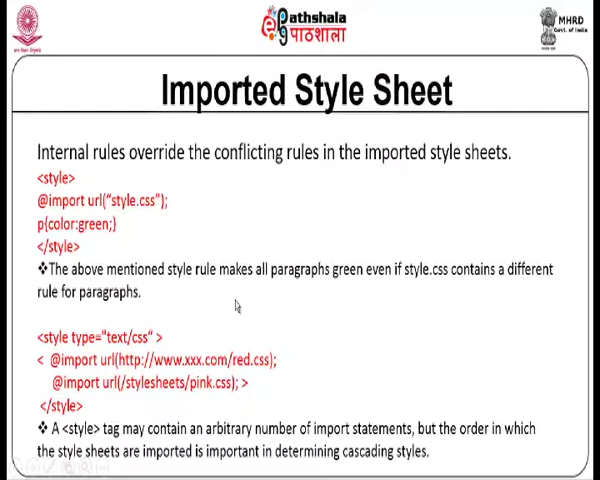 ePathshala
पाठशाला
MHRD
Govt. of India
Imported Style Sheet
Internal rules override the conflicting rules in the imported style sheets.
<style>
@import url(“style.css”);
p{color:green;}
</style>
❖The above mentioned style rule makes all paragraphs green even if style.css contains a different
rule for paragraphs.
<style type="text/css“ >
< @import url(http://www.xxx.com/red.css);
@import url(/stylesheets/pink.css); >
</style>
❖ A <style> tag may contain an arbitrary number of import statements, but the order in which
the style sheets are imported is important in determining cascading styles.